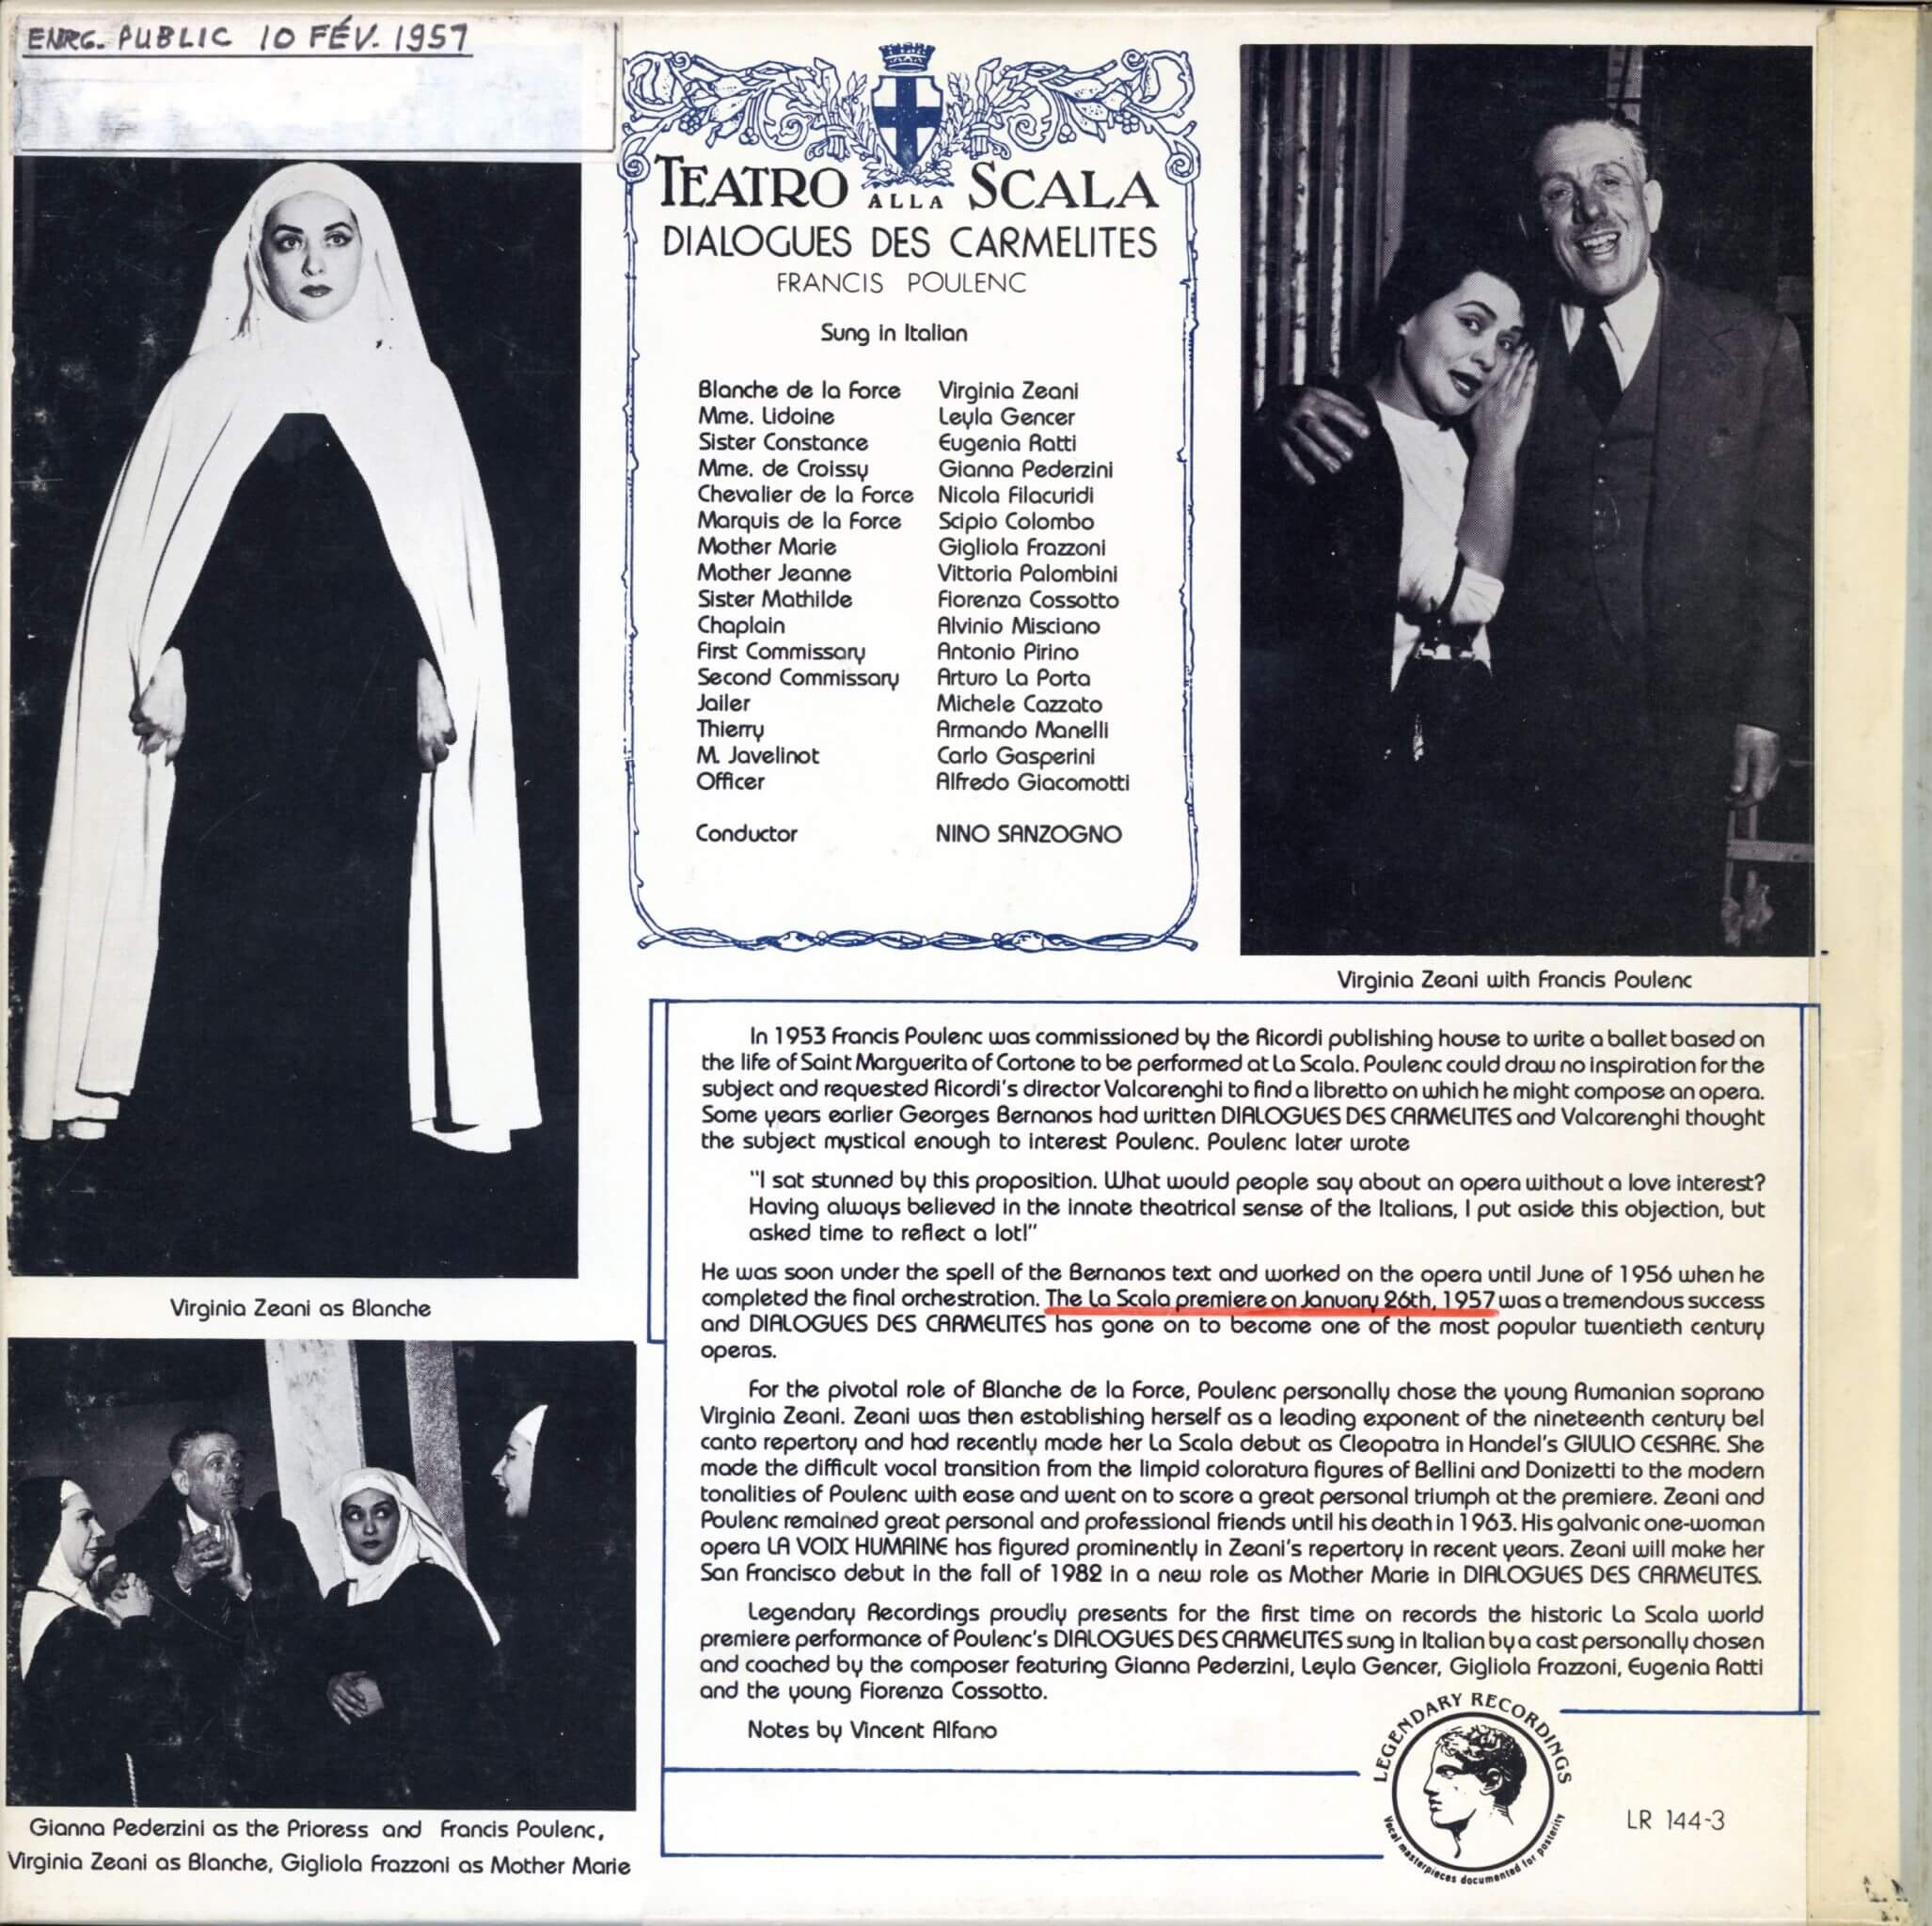 ENRG. PUBLIC 10 FÉV. 1957
TEATRO ALLA SCALA
DIALOGUES DES CARMELITES
FRANCIS POULENC
Sung in Italian
Blanche de la Force Virginia Zeani
Mme. Lidoine Leyla Gencer
Sister Constance Eugenia Ratti
Mme. de Croissy Gianna Pederzini
Chevalier de la Force Nicola Filacuridi
Marquis de la Force Scipio Colombo
Mother Marie Gigliola Frazzoni
Mother Jeanne Vittoria Palombini
Sister Mathilde Fiorenza Cossotto
Chaplain Alvinio Misciano
First Commissary Antonio Pirino
Second Commissary Arturo La Porta
Jailer Michele Cazzato
Thierry Armando Manelli
M. Javelinot Carlo Gasperini
Officer Alfredo Giacomotti
Conductor NINO SANZOGNO
Virginia Zeani with Francis Poulenc
Virginia Zeani as Blanche
Gianna Pederzini as the Prioress and Francis Poulenc,
Virginia Zeani as Blanche, Gigliola Frazzoni as Mother Marie
In 1953 Francis Poulenc was commissioned by the Ricordi publishing house to write a ballet based on
the life of Saint Marguerita of Cortone to be performed at La Scala. Poulenc could draw no inspiration for the
subject and requested Ricordi's director Valcarenghi to find a libretto on which he might compose an opera.
Some years earlier Georges Bernanos had written DIALOGUES DES CARMELITES and Valcarenghi thought
the subject mystical enough to interest Poulenc. Poulenc later wrote
"I sat stunned by this proposition. What would people say about an opera without a love interest?
Having always believed in the innate theatrical sense of the Italians, I put aside this objection, but
asked time to reflect a lot!"
He was soon under the spell of the Bernanos text and worked on the opera until June of 1956 when he
completed the final orchestration. The La Scala premiere on January 26th, 1957 was a tremendous success
and DIALOGUES DES CARMELITES has gone on to become one of the most popular twentieth century
operas.
For the pivotal role of Blanche de la Force, Poulenc personally chose the young Rumanian soprano
Virginia Zeani. Zeani was then establishing herself as a leading exponent of the nineteenth century bel
canto repertory and had recently made her La Scala debut as Cleopatra in Handel's GIULIO CESARE. She
made the difficult vocal transition from the limpid coloratura figures of Bellini and Donizetti to the modern
tonalities of Poulenc with ease and went on to score a great personal triumph at the premiere. Zeani and
Poulenc remained great personal and professional friends until his death in 1963. His galvanic one-woman
opera LA VOIX HUMAINE has figured prominently in Zeani's repertory in recent years. Zeani will make her
San Francisco debut in the fall of 1982 in a new role as Mother Marie in DIALOGUES DES CARMELITES.
Legendary Recordings proudly presents for the first time on records the historic La Scala world
premiere performance of Poulenc's DIALOGUES DES CARMELITES sung in Italian by a cast personally chosen
and coached by the composer featuring Gianna Pederzini, Leyla Gencer, Gigliola Frazzoni, Eugenia Ratti
and the young Fiorenza Cossotto.
Notes by Vincent Alfano
LEGENDARY RECORDINGS
Vocal masterpieces documented for posterity
LR 144-3